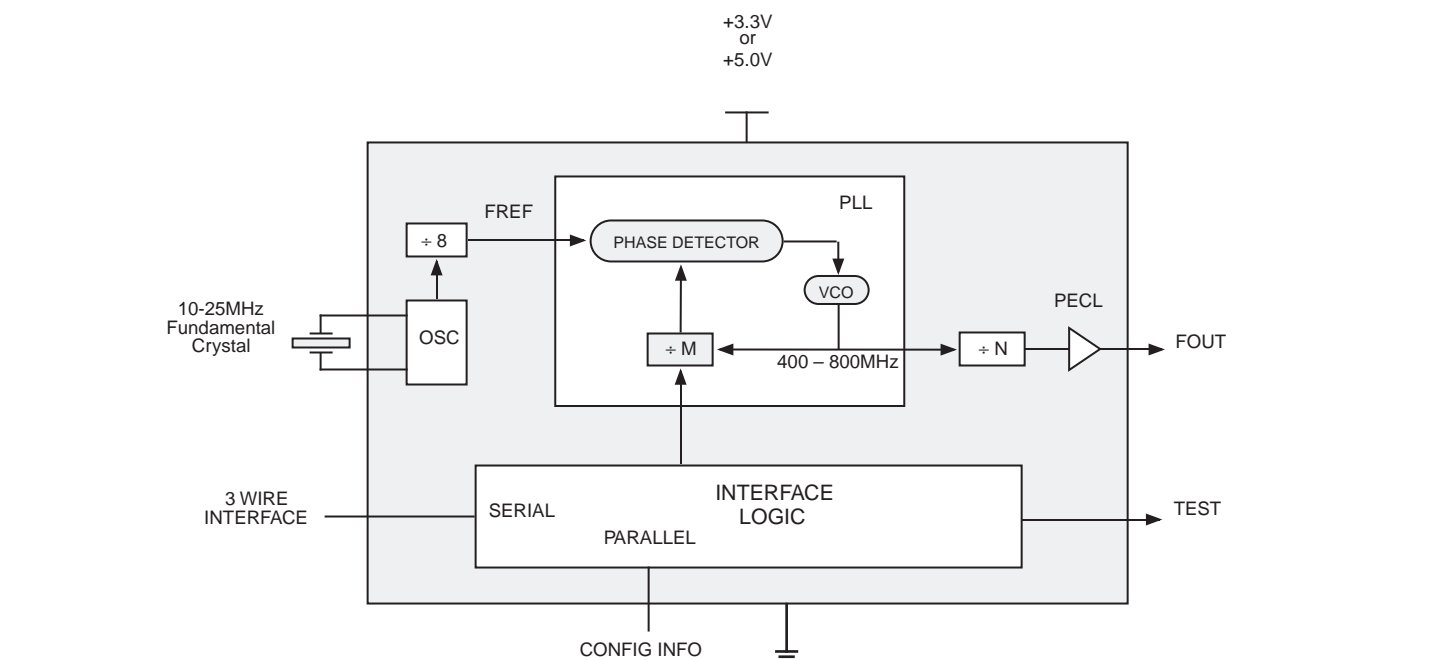 +3.3V
or
+5.0V
PLL
FREF
÷ 8
PHASE DETECTOR
VCO
10-25MHz
Fundamental
Crystal
OSC
÷ M
400 – 800MHz
÷ N
PECL
FOUT
3 WIRE
INTERFACE
SERIAL
INTERFACE
LOGIC
PARALLEL
TEST
CONFIG INFO